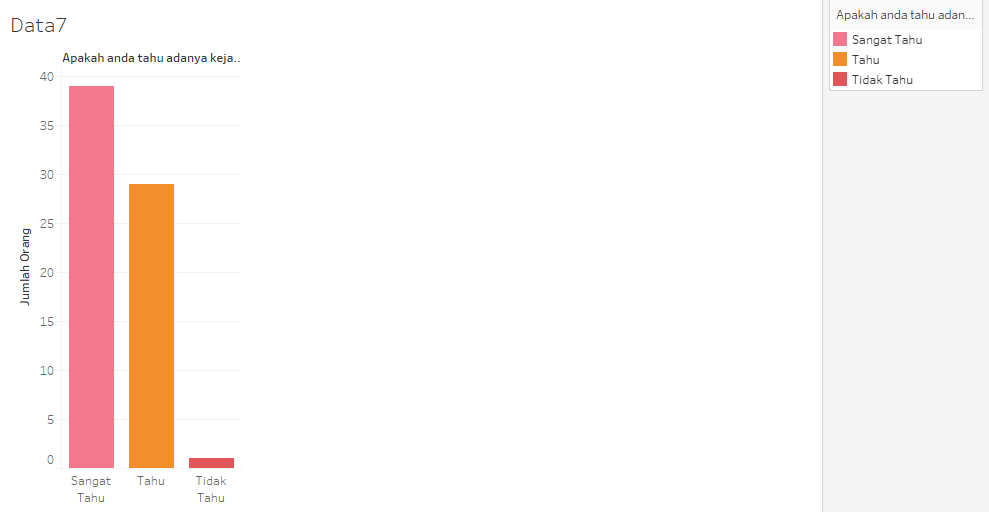 Data7
Apakah anda tahu adanya keja..
40
35
30
25
20
15
10
5
0
Jumlah Orang
Sangat
Tahu
Tahu
Tidak
Tahu
Apakah anda tahu adan...
Sangat Tahu
Tahu
Tidak Tahu